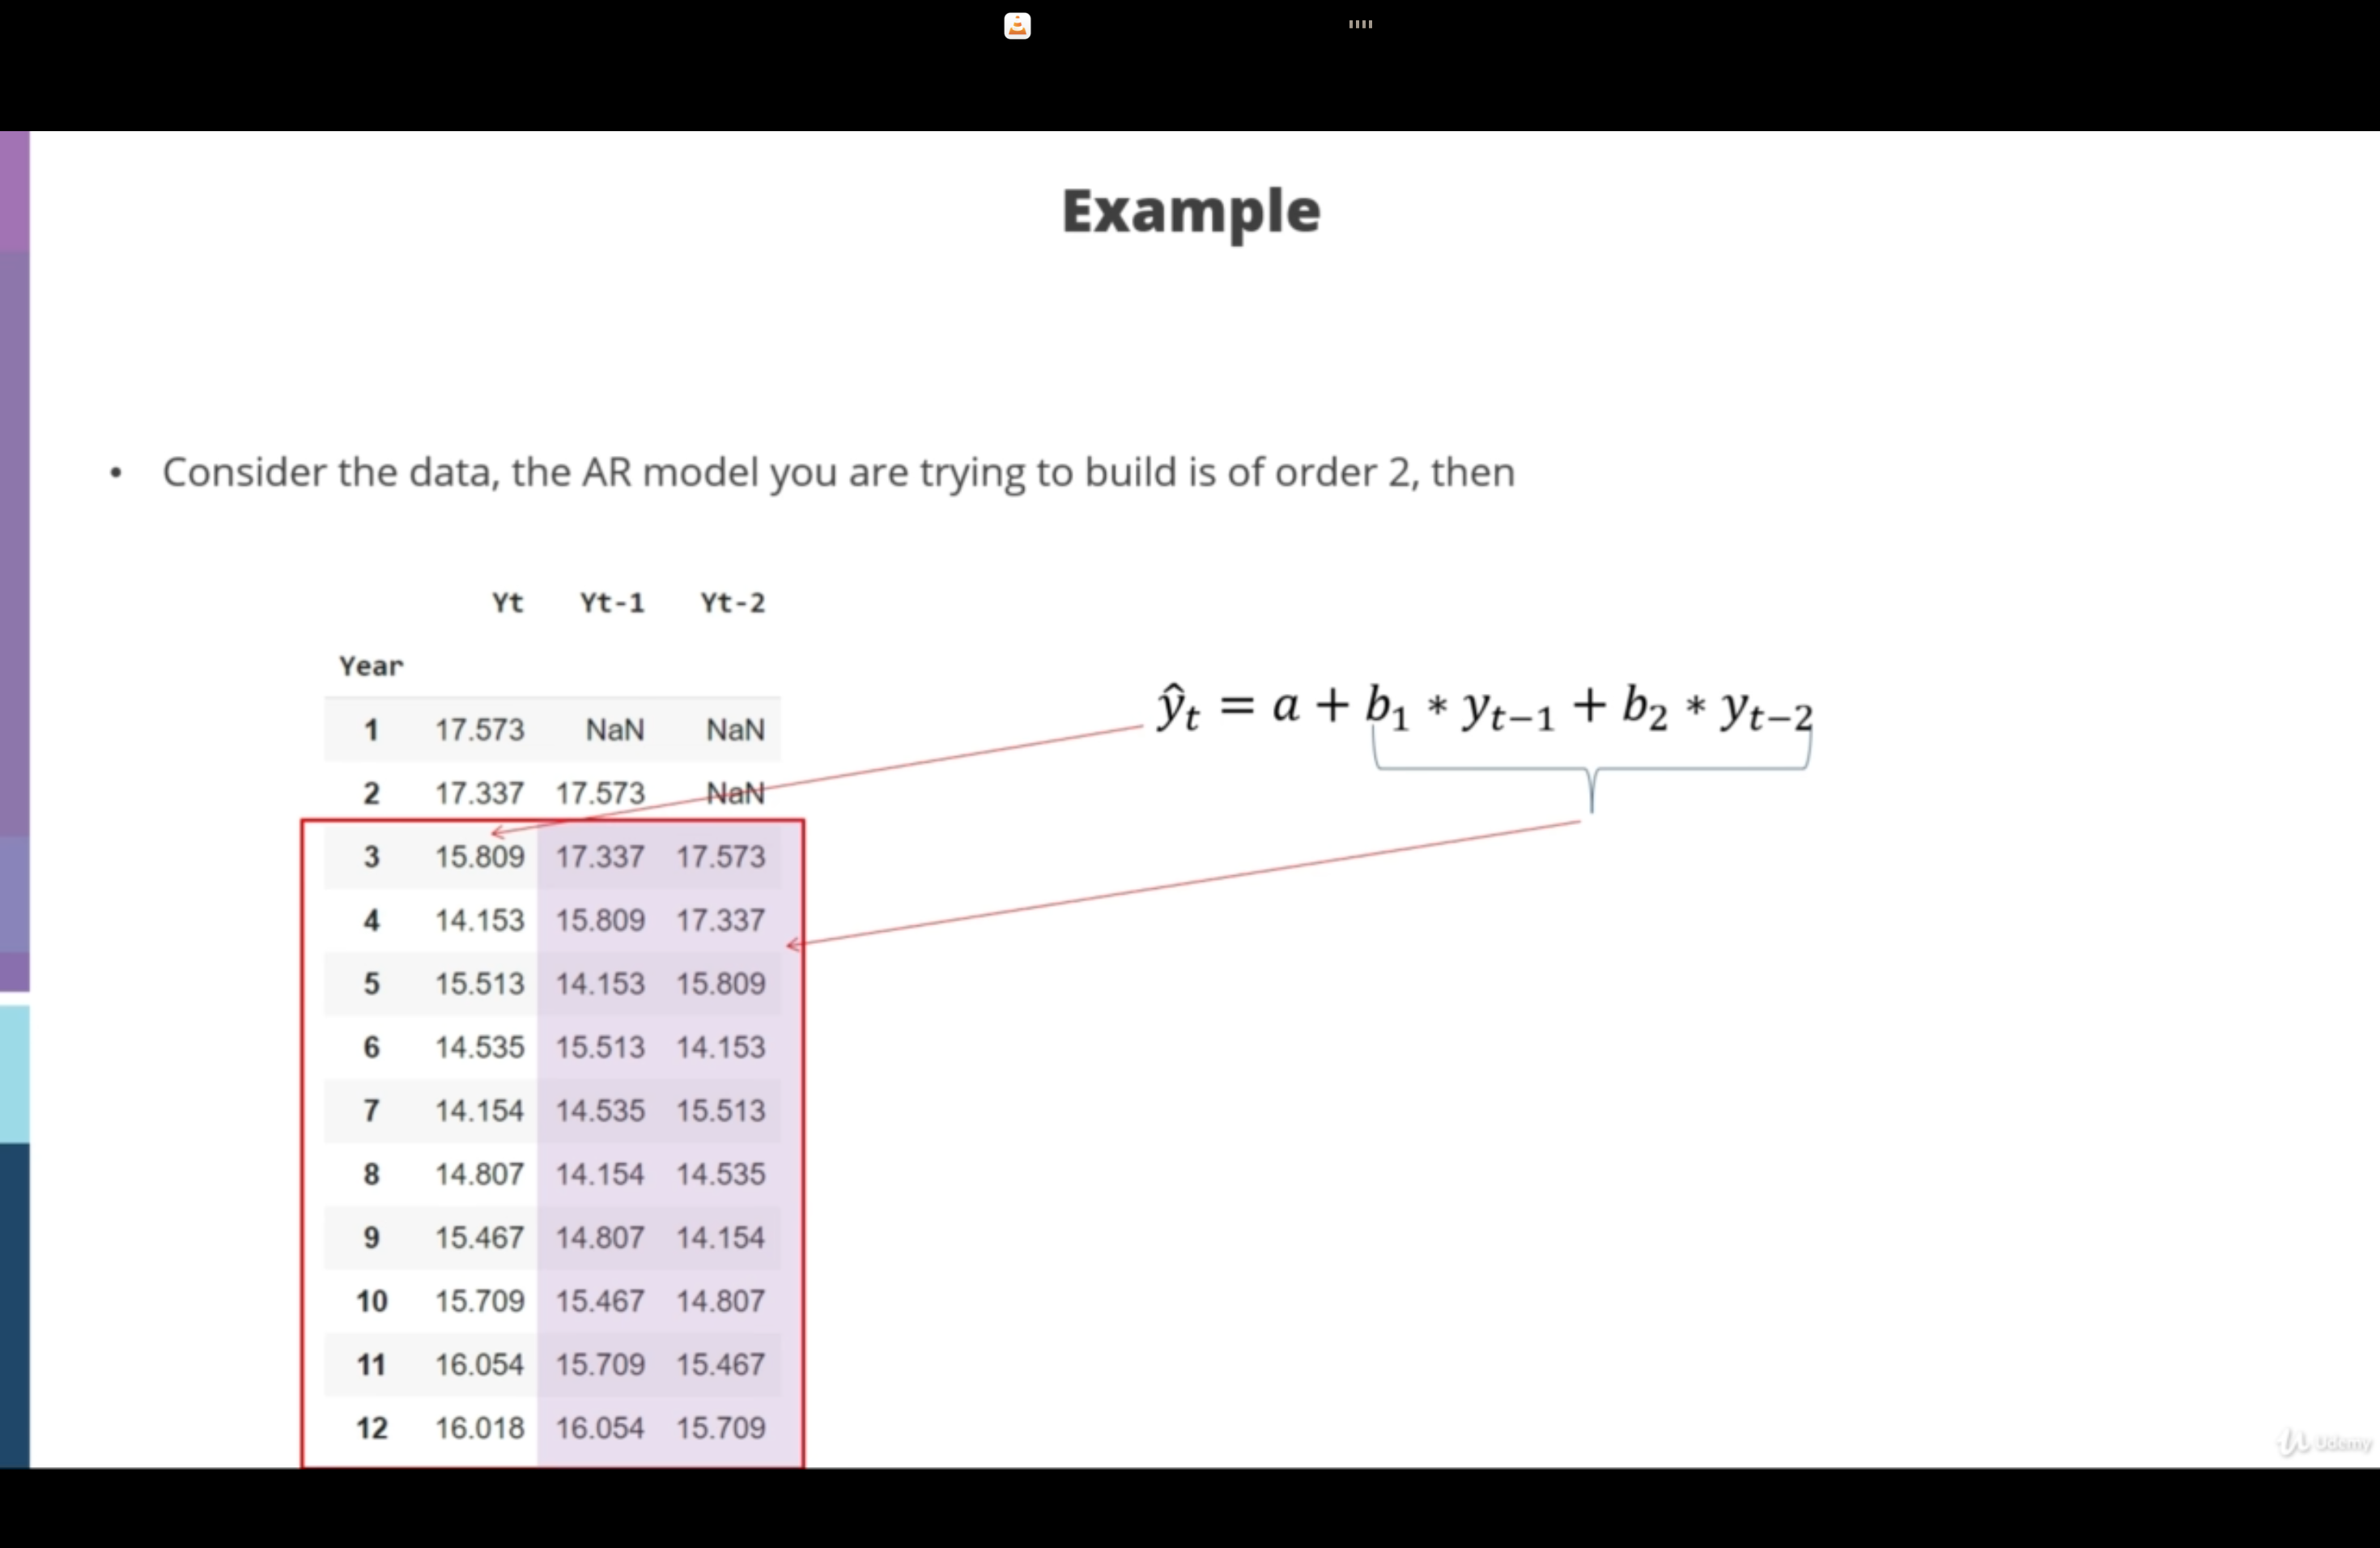 Example
• Consider the data, the AR model you are trying to build is of order 2, then
Yt Yt-1 Yt-2
Year
1 17.573 NaN NaN
2 17.337 17.573 NaN
3 15.809 17.337 17.573
4 14.153 15.809 17.337
5 15.513 14.153 15.809
6 14.535 15.513 14.153
7 14.154 14.535 15.513
8 14.807 14.154 14.535
9 15.467 14.807 14.154
10 15.709 15.467 14.807
11 16.054 15.709 15.467
12 16.018 16.054 15.709
ŷₜ = a + b₁ * yₜ₋₁ + b₂ * yₜ₋₂
Udemy